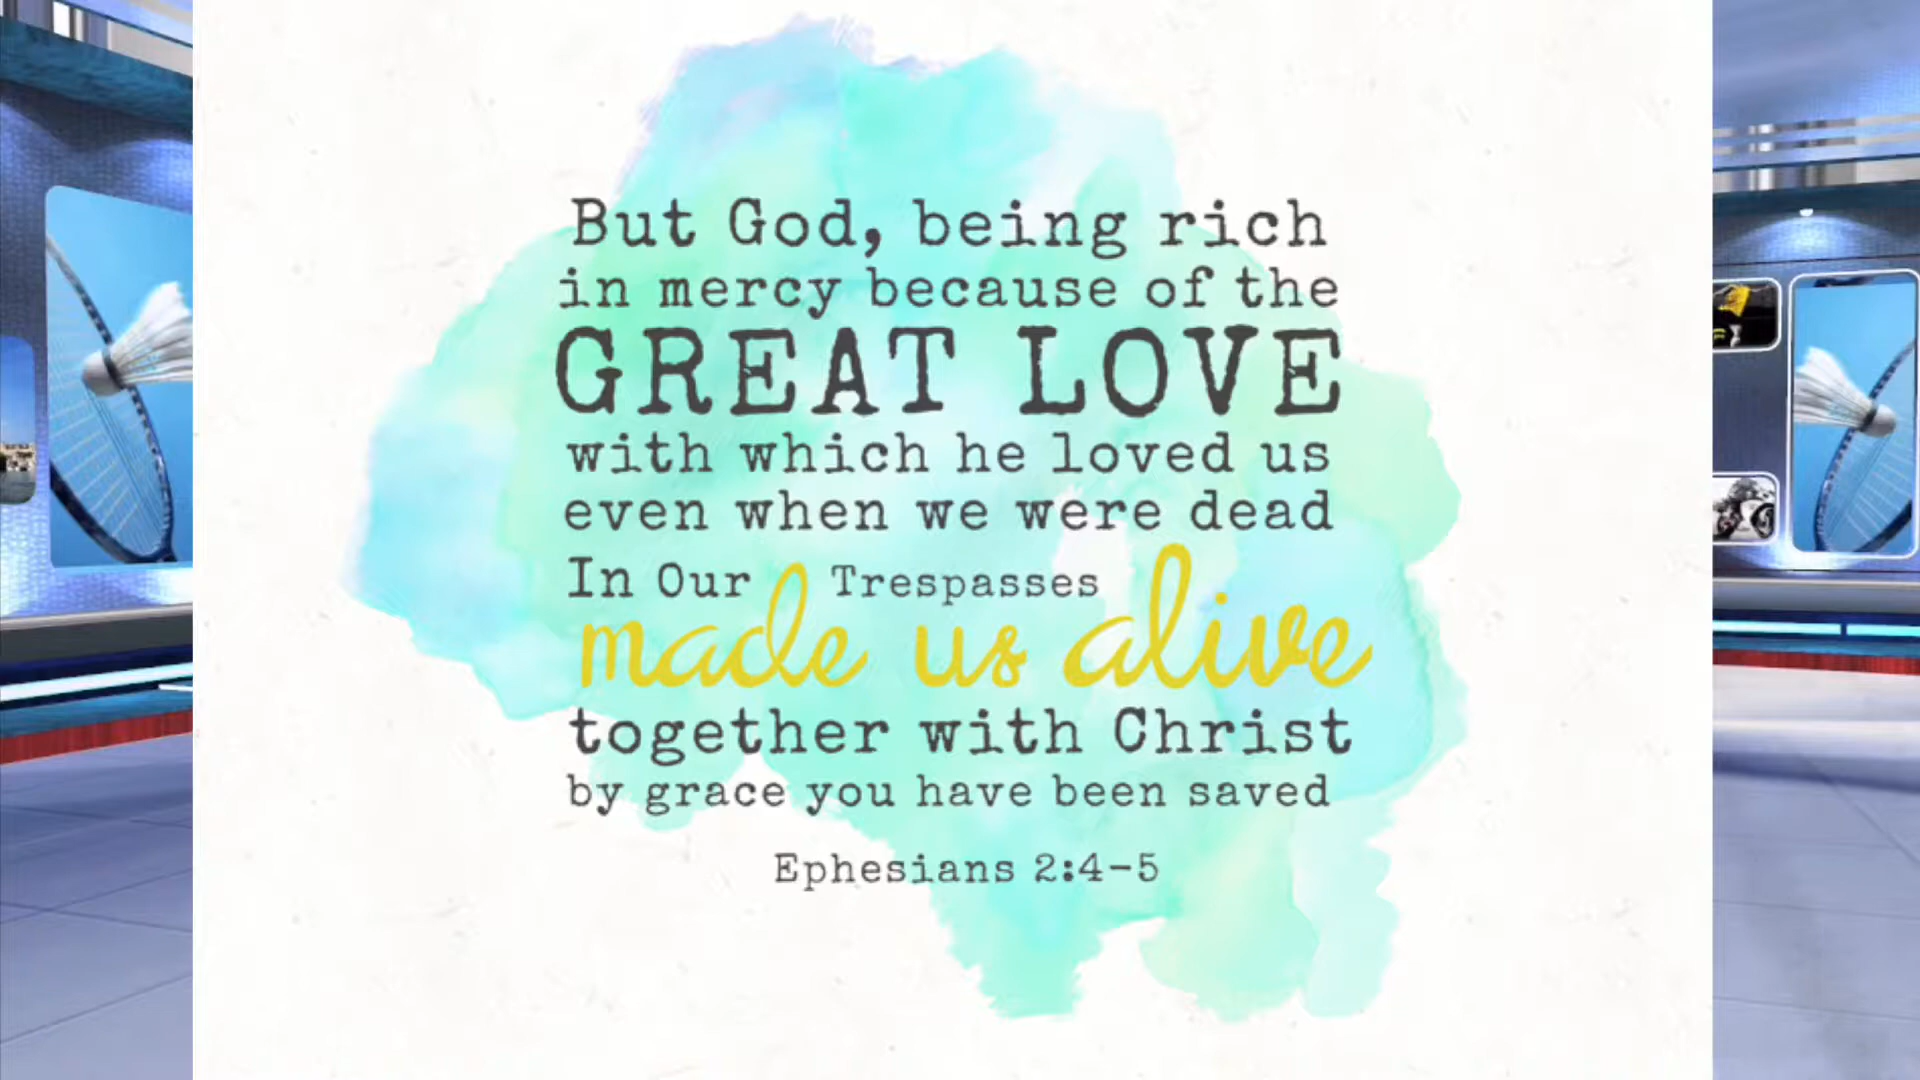 But God, being rich
in mercy because of the
GREAT LOVE
with which he loved us
even when we were dead
In Our Trespasses
made us alive
together with Christ
by grace you have been saved
Ephesians 2:4-5